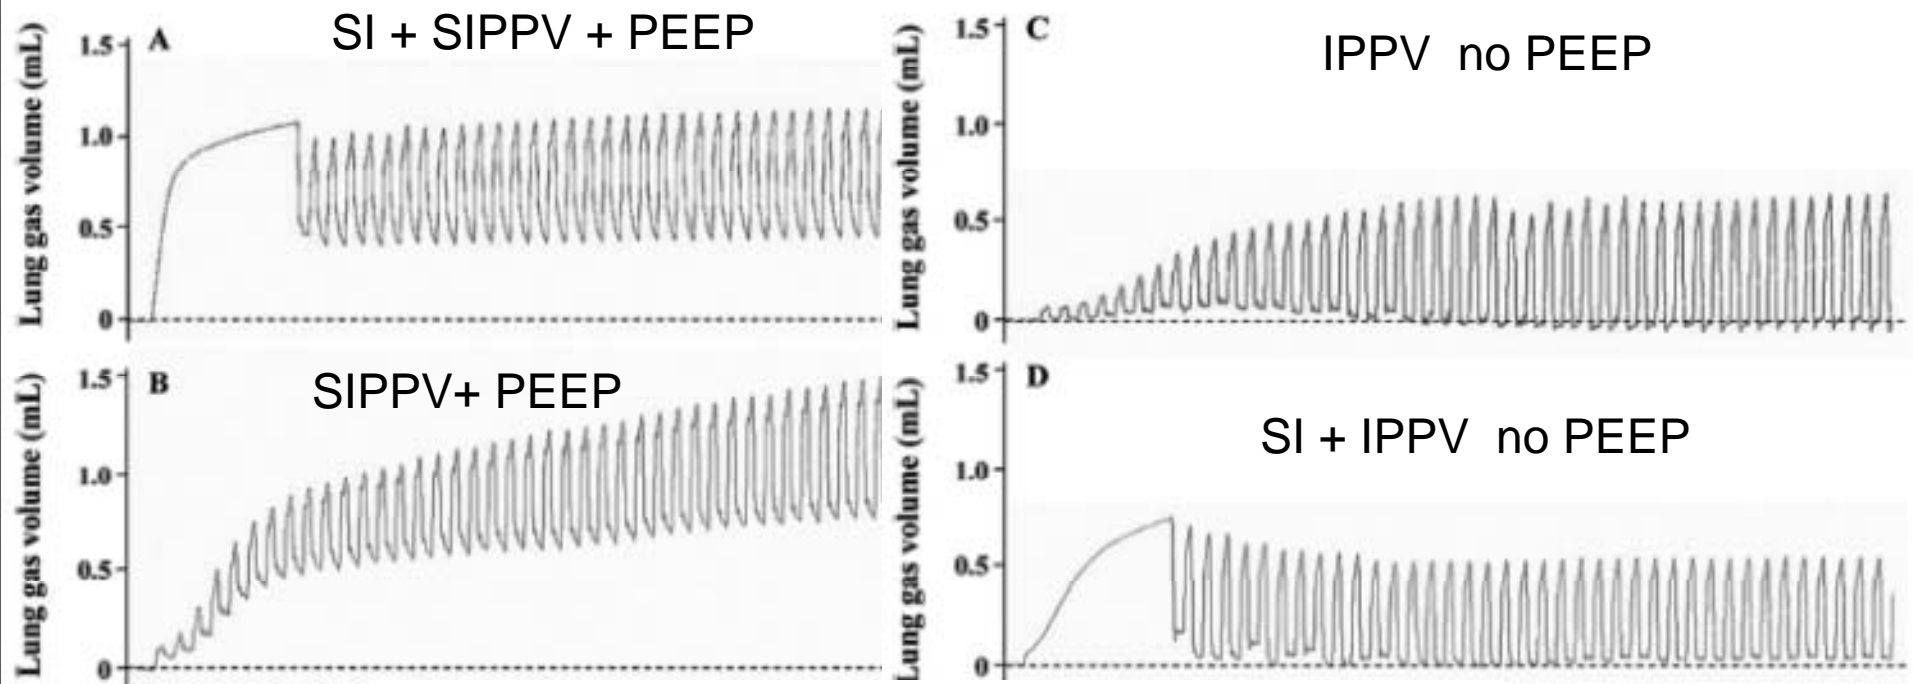 A
SI + SIPPV + PEEP
Lung gas volume (mL)
1.5
1.0
0.5
0
B
SIPPV+ PEEP
Lung gas volume (mL)
1.5
1.0
0.5
0
C
IPPV  no PEEP
Lung gas volume (mL)
1.5
1.0
0.5
0
D
SI + IPPV  no PEEP
Lung gas volume (mL)
1.5
1.0
0.5
0